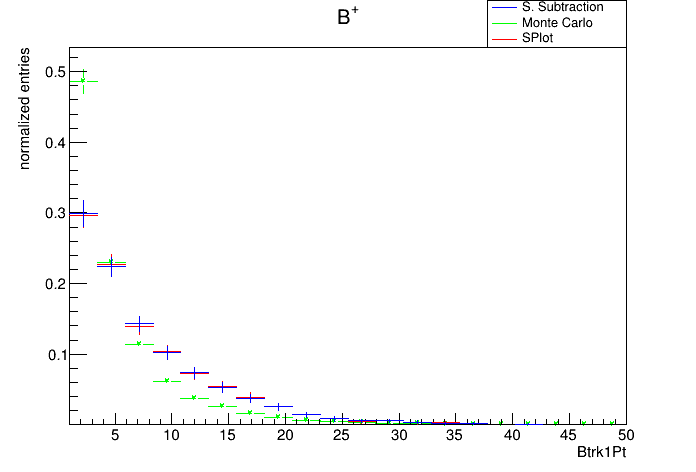 B+
S. Subtraction
Monte Carlo
SPlot
normalized entries
0.5
0.4
0.3
0.2
0.1
5 10 15 20 25 30 35 40 45 50
Btrk1Pt